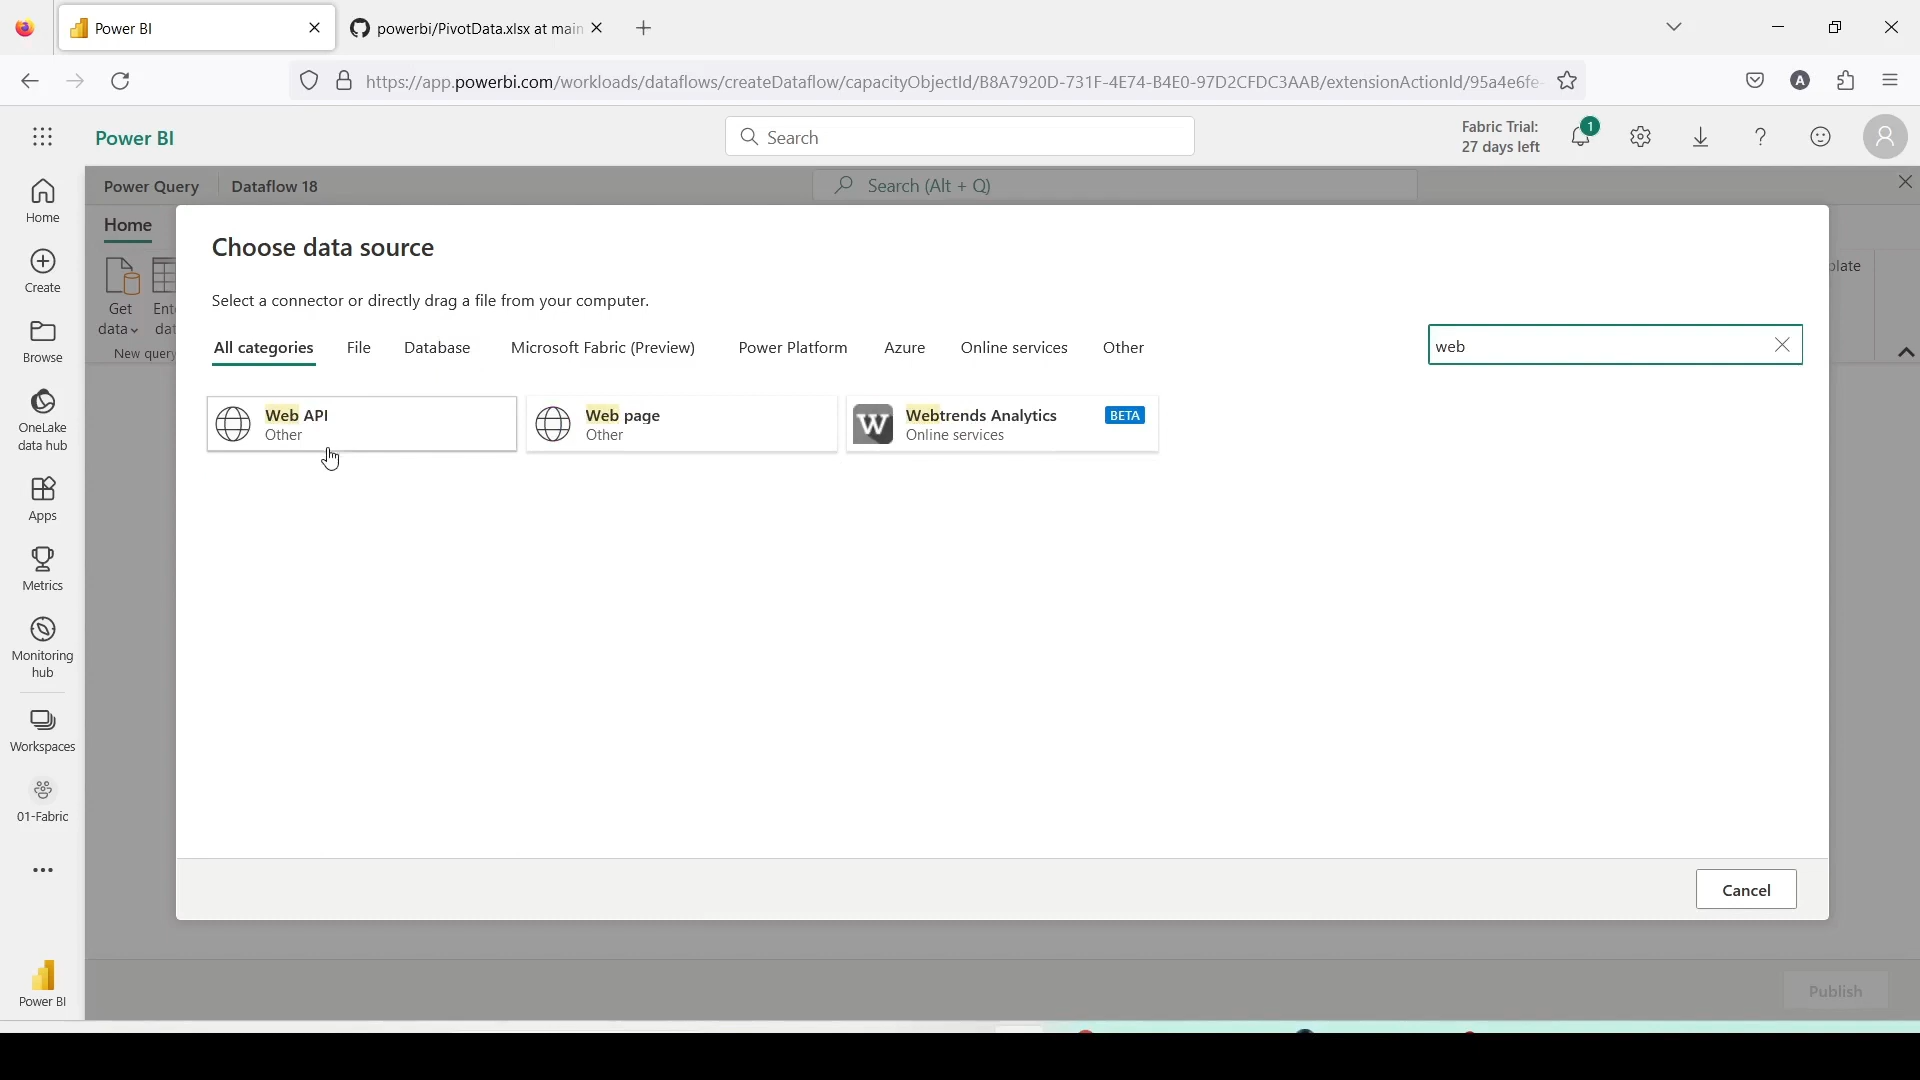 Power BI
powerbi/PivotData.xlsx at main
https://app.powerbi.com/workloads/dataflows/createDataflow/capacityObjectId/B8A7920D-731F-4E74-B4E0-97D2CFDC3AAB/extensionActionId/95a4e6fe-
A
Power BI
Search
Fabric Trial:
27 days left
1
Power Query
Dataflow 18
Search (Alt + Q)
Home
Home
Create
Browse
OneLake
data hub
Apps
Metrics
Monitoring
hub
Workspaces
01-Fabric
Power BI
Get
data
Ent
dat
New query
plate
Choose data source
Select a connector or directly drag a file from your computer.
All categories
File
Database
Microsoft Fabric (Preview)
Power Platform
Azure
Online services
Other
web
Web API
Other
Web page
Other
W
Webtrends Analytics
Online services
BETA
Cancel
Publish